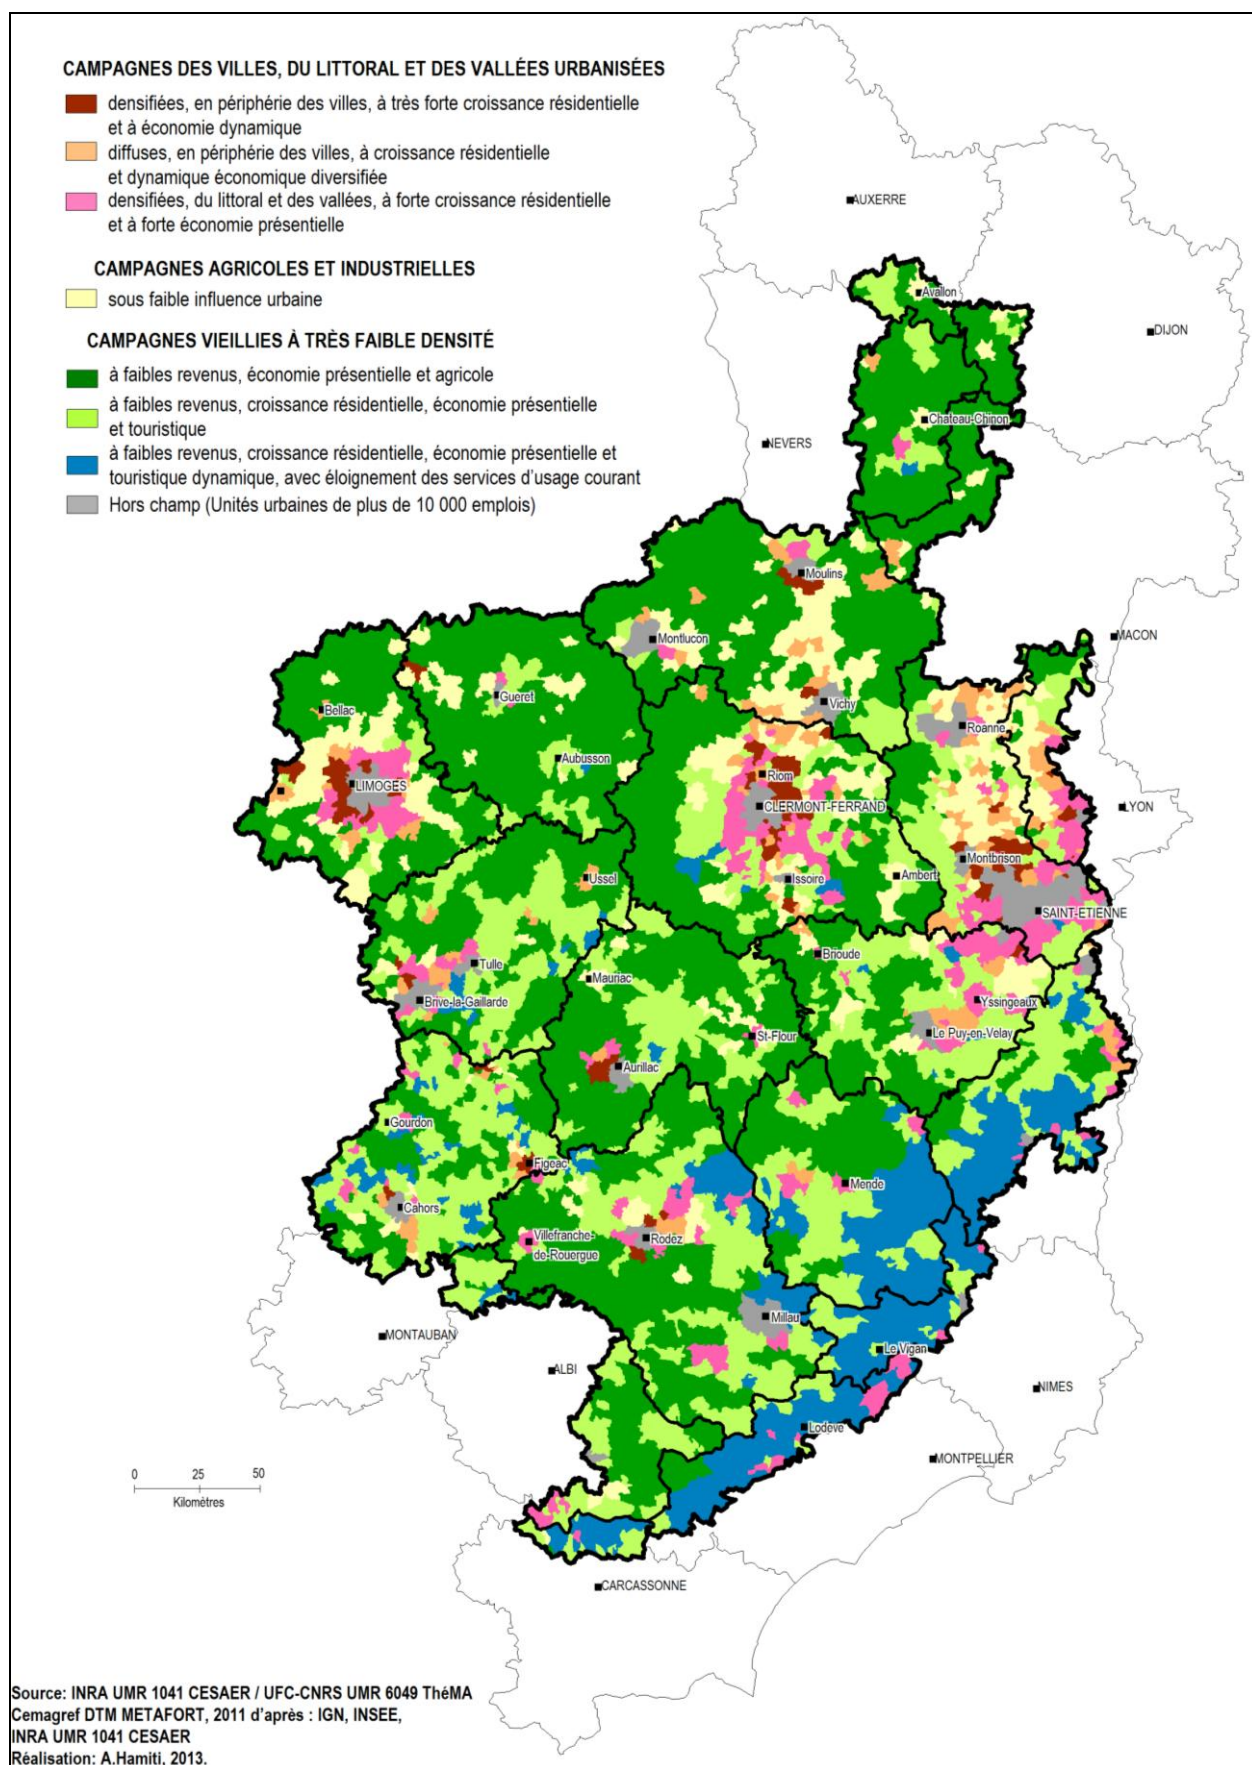 CAMPAGNES DES VILLES, DU LITTORAL ET DES VALLÉES URBANISÉES
densifiées, en périphérie des villes, à très forte croissance résidentielle
et à économie dynamique
diffuses, en périphérie des villes, à croissance résidentielle
et dynamique économique diversifiée
densifiées, du littoral et des vallées, à forte croissance résidentielle
et à forte économie présentielle
CAMPAGNES AGRICOLES ET INDUSTRIELLES
sous faible influence urbaine
CAMPAGNES VIEILLIES À TRÈS FAIBLE DENSITÉ
à faibles revenus, économie présentielle et agricole
à faibles revenus, croissance résidentielle, économie présentielle
et touristique
à faibles revenus, croissance résidentielle, économie présentielle et
touristique dynamique, avec éloignement des services d'usage courant
Hors champ (Unités urbaines de plus de 10 000 emplois)
AUXERRE
Avallon
DIJON
Chateau-Chinon
NEVERS
Moulins
MACON
Montlucon
Gueret
Vichy
Bellac
Roanne
Aubusson
Riom
LIMOGES
CLERMONT-FERRAND
LYON
Montbrison
Ussel
Issoire
Ambert
SAINT-ETIENNE
Brioude
Tulle
Mauriac
Brive-la-Gaillarde
Yssingeaux
Le Puy-en-Velay
St-Flour
Aurillac
Gourdon
Figeac
Mende
Cahors
Villefranche
-de-Rouergue
Rodez
Millau
MONTAUBAN
Le Vigan
ALBI
NIMES
Lodeve
MONTPELLIER
0 25 50
Kilomètres
CARCASSONNE
Source: INRA UMR 1041 CESAER / UFC-CNRS UMR 6049 ThéMA
Cemagref DTM METAFORT, 2011 d'après : IGN, INSEE,
INRA UMR 1041 CESAER
Réalisation: A.Hamiti, 2013.